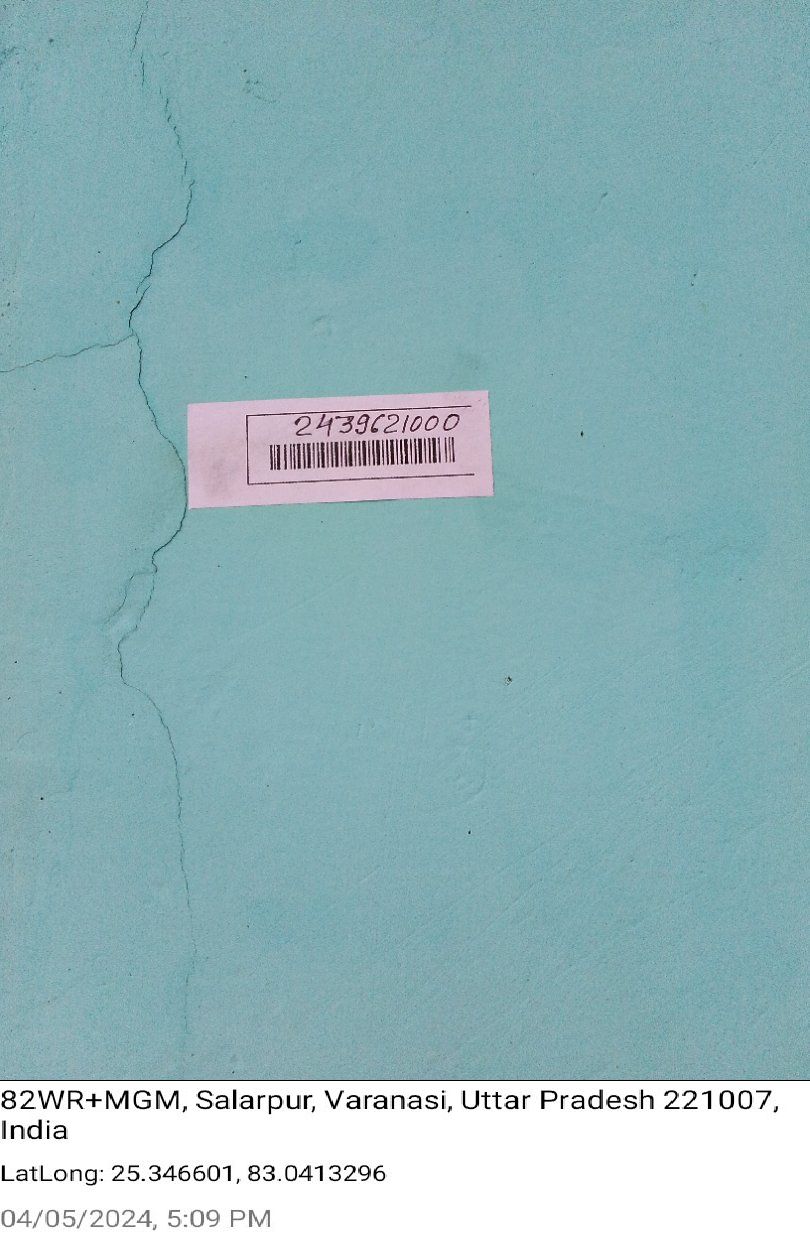 2439621000
82WR+MGM, Salarpur, Varanasi, Uttar Pradesh 221007,
India
LatLong: 25.346601, 83.0413296
04/05/2024, 5:09 PM